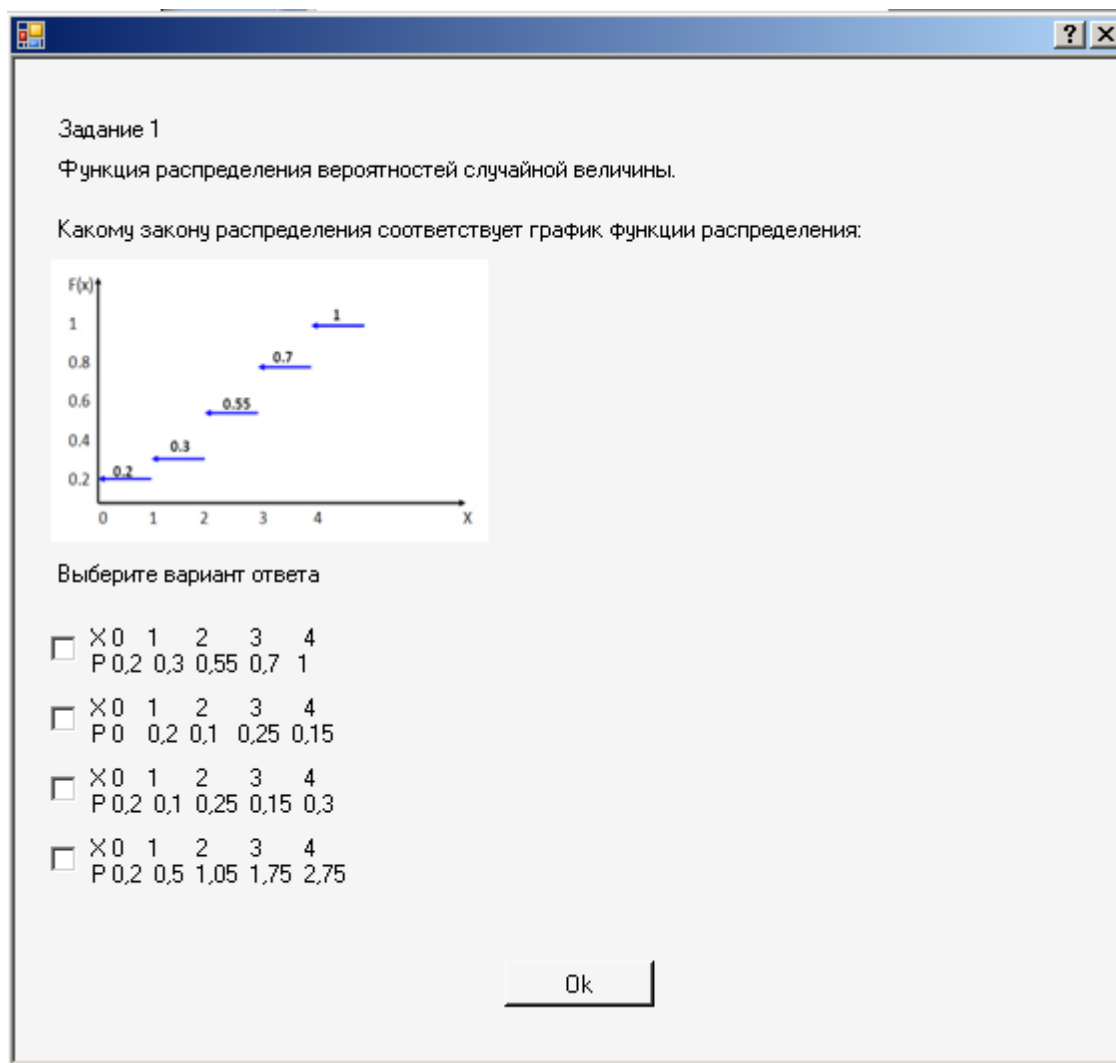 ?
Задание 1
Функция распределения вероятностей случайной величины.
Какому закону распределения соответствует график функции распределения:
F(x)
1
1
0.8
0.7
0.6
0.55
0.4
0.3
0.2
0.2
0 1 2 3 4 X
Выберите вариант ответа
X 0 1 2 3 4
P 0,2 0,3 0,55 0,7 1
X 0 1 2 3 4
P 0 0,2 0,1 0,25 0,15
X 0 1 2 3 4
P 0,2 0,1 0,25 0,15 0,3
X 0 1 2 3 4
P 0,2 0,5 1,05 1,75 2,75
Ok